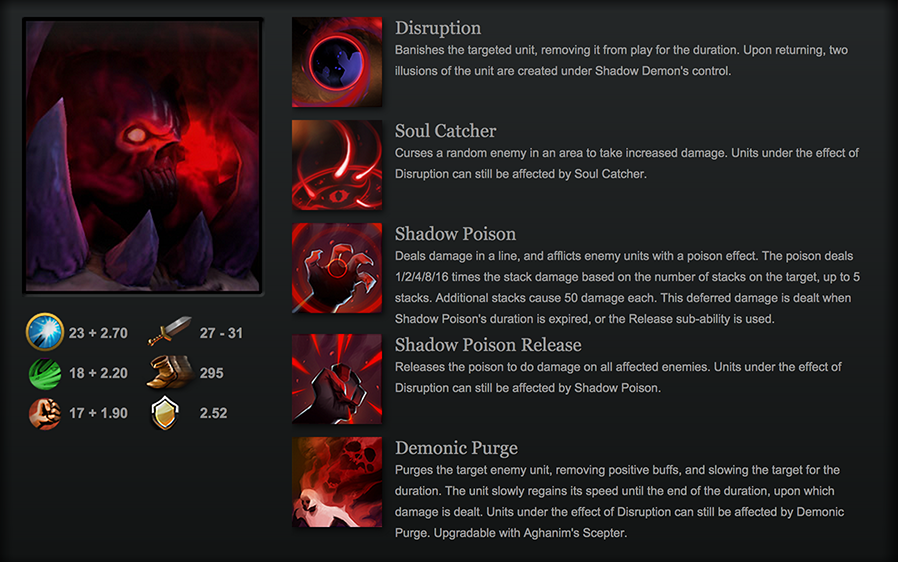 Disruption
Banishes the targeted unit, removing it from play for the duration. Upon returning, two
illusions of the unit are created under Shadow Demon's control.
Soul Catcher
Curses a random enemy in an area to take increased damage. Units under the effect of
Disruption can still be affected by Soul Catcher.
Shadow Poison
Deals damage in a line, and afflicts enemy units with a poison effect. The poison deals
1/2/4/8/16 times the stack damage based on the number of stacks on the target, up to 5
stacks. Additional stacks cause 50 damage each. This deferred damage is dealt when
Shadow Poison's duration is expired, or the Release sub-ability is used.
Shadow Poison Release
Releases the poison to do damage on all affected enemies. Units under the effect of
Disruption can still be affected by Shadow Poison.
Demonic Purge
Purges the target enemy unit, removing positive buffs, and slowing the target for the
duration. The unit slowly regains its speed until the end of the duration, upon which
damage is dealt. Units under the effect of Disruption can still be affected by Demonic
Purge. Upgradable with Aghanim's Scepter.
23 + 2.70 27 - 31
18 + 2.20 295
17 + 1.90 2.52